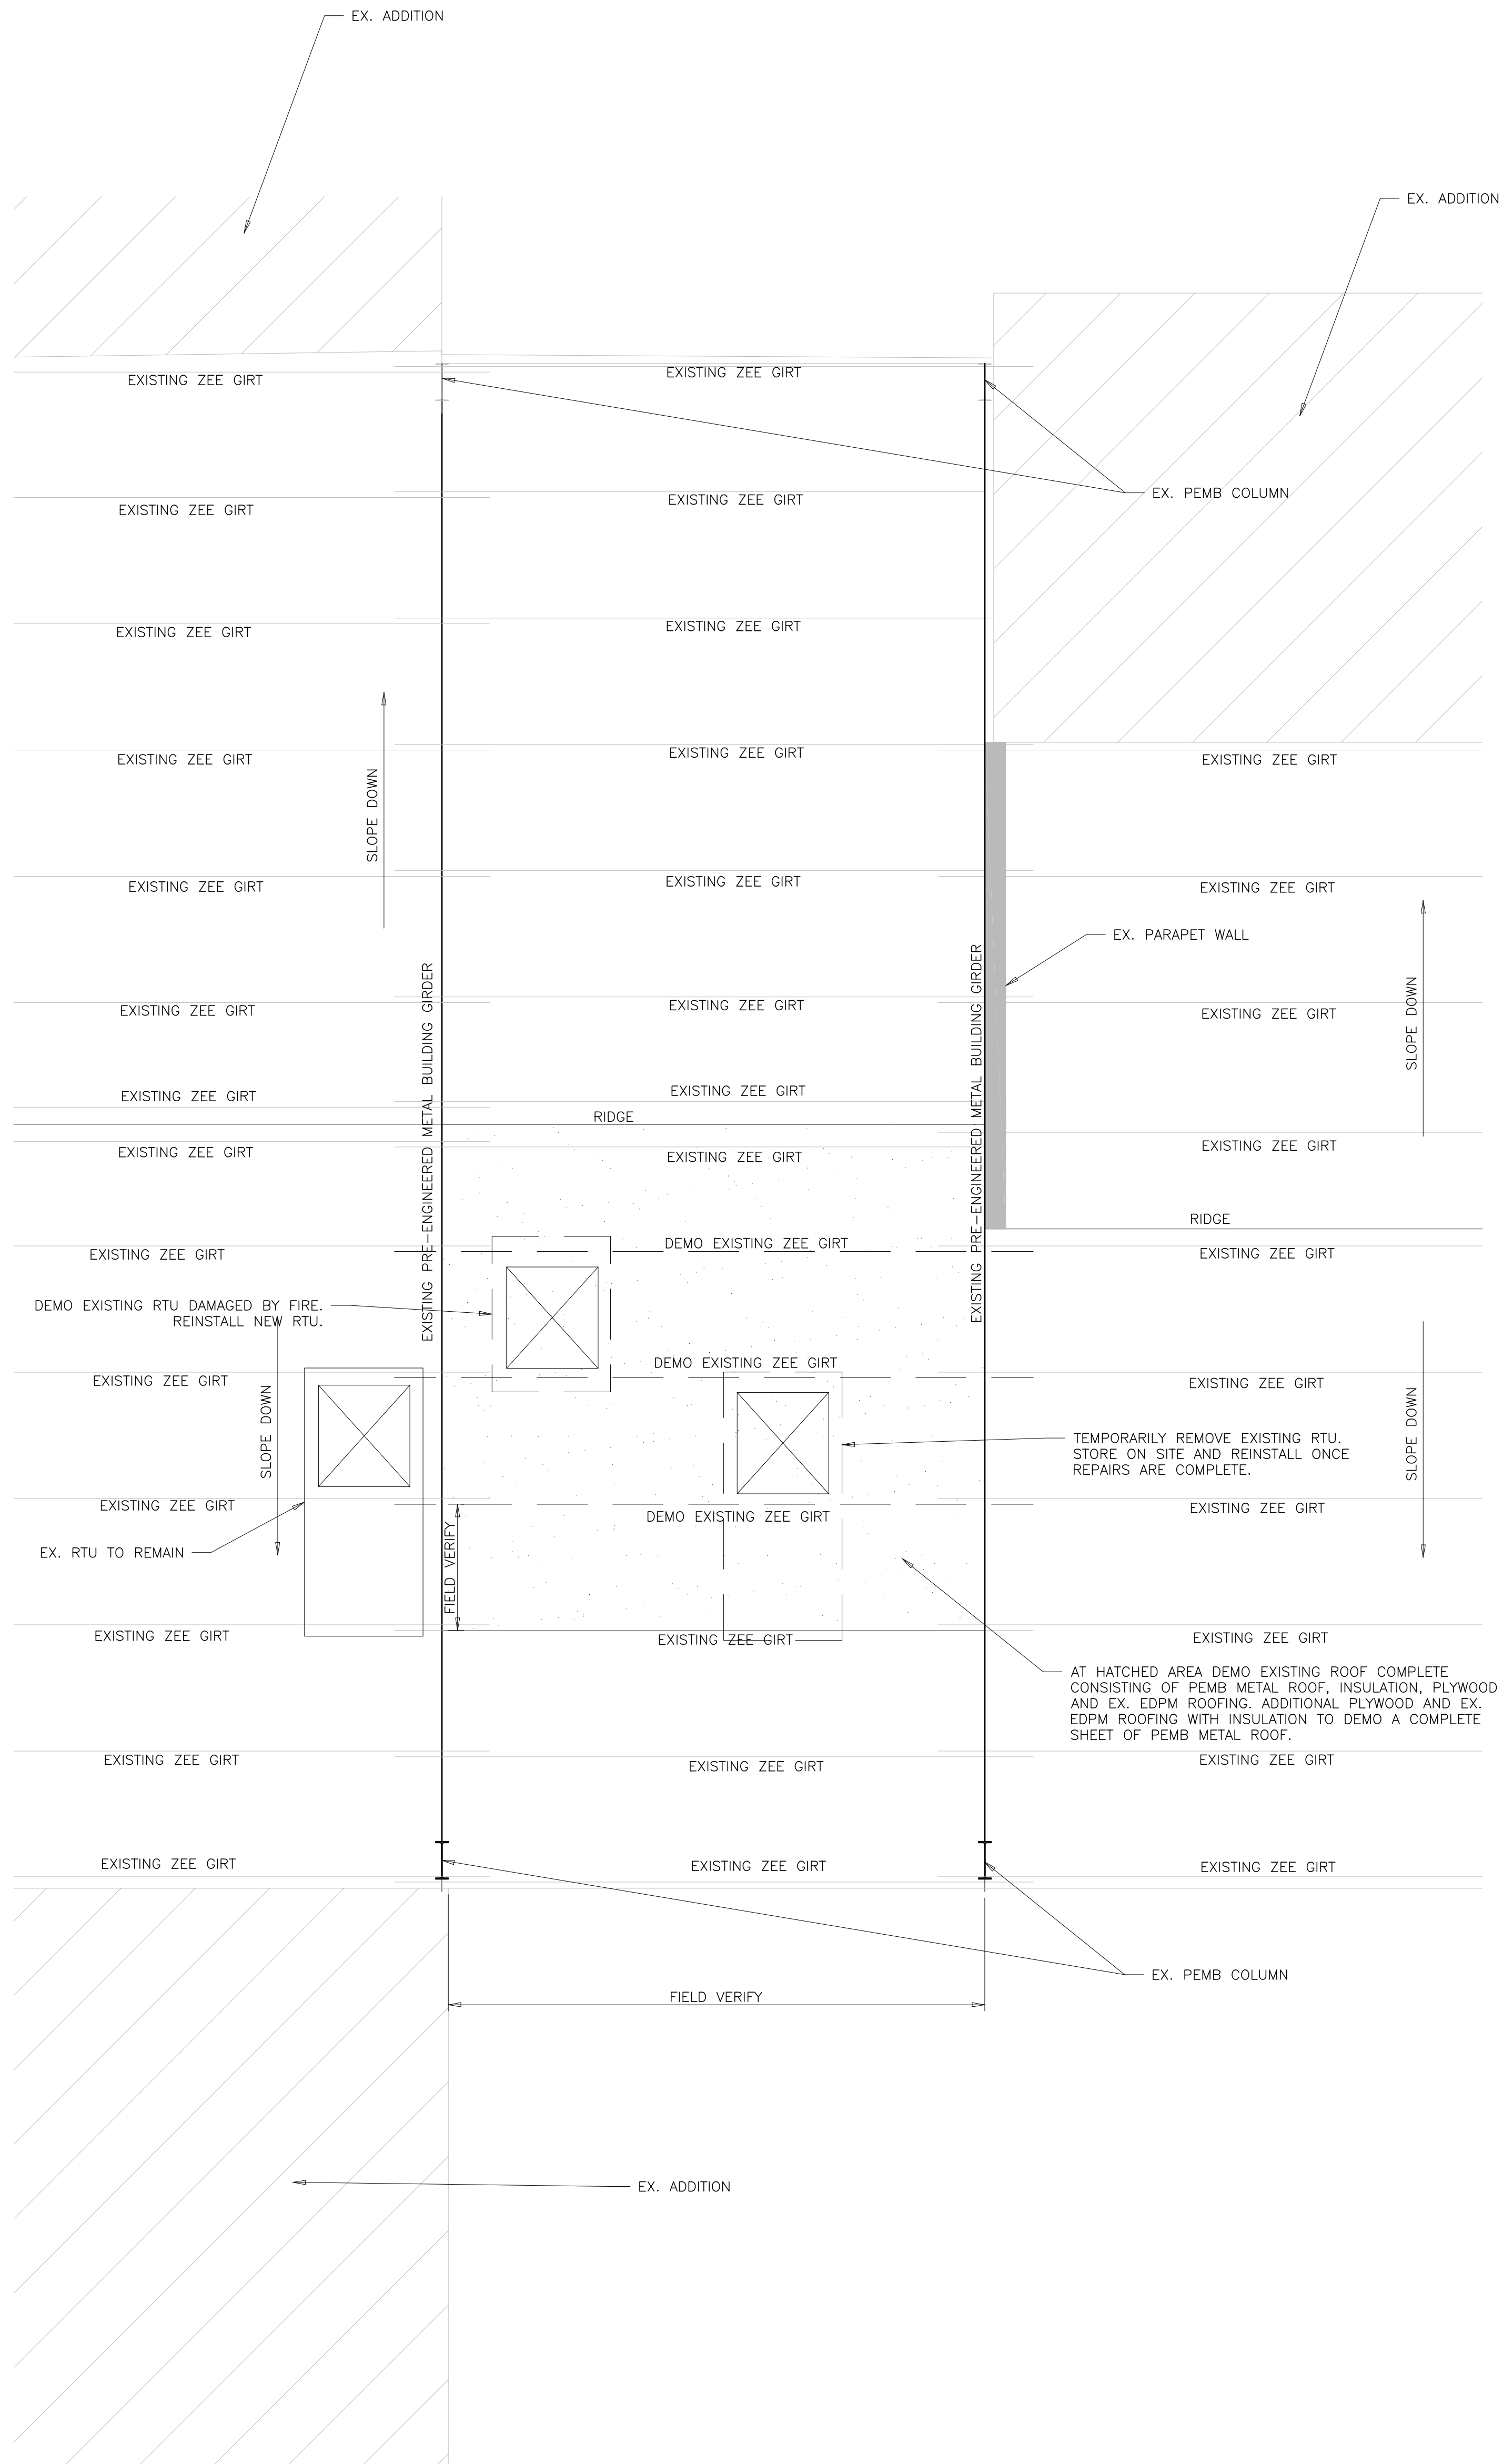 EX. ADDITION
EX. ADDITION
EXISTING ZEE GIRT
EXISTING ZEE GIRT
EX. PEMB COLUMN
EXISTING ZEE GIRT
EXISTING ZEE GIRT
EXISTING ZEE GIRT
EXISTING ZEE GIRT
EXISTING ZEE GIRT
EXISTING ZEE GIRT
EXISTING ZEE GIRT
SLOPE DOWN
EXISTING ZEE GIRT
EXISTING ZEE GIRT
EXISTING ZEE GIRT
EX. PARAPET WALL
EXISTING PRE-ENGINEERED METAL BUILDING GIRDER
EXISTING PRE-ENGINEERED METAL BUILDING GIRDER
SLOPE DOWN
EXISTING ZEE GIRT
EXISTING ZEE GIRT
EXISTING ZEE GIRT
EXISTING ZEE GIRT
EXISTING ZEE GIRT
RIDGE
EXISTING ZEE GIRT
EXISTING ZEE GIRT
EXISTING ZEE GIRT
RIDGE
EXISTING ZEE GIRT
DEMO EXISTING ZEE GIRT
EXISTING ZEE GIRT
DEMO EXISTING RTU DAMAGED BY FIRE.
REINSTALL NEW RTU.
EXISTING ZEE GIRT
DEMO EXISTING ZEE GIRT
EXISTING ZEE GIRT
SLOPE DOWN
SLOPE DOWN
TEMPORARILY REMOVE EXISTING RTU.
STORE ON SITE AND REINSTALL ONCE
REPAIRS ARE COMPLETE.
EXISTING ZEE GIRT
DEMO EXISTING ZEE GIRT
EXISTING ZEE GIRT
EX. RTU TO REMAIN
FIELD VERIFY
EXISTING ZEE GIRT
EXISTING ZEE GIRT
EXISTING ZEE GIRT
AT HATCHED AREA DEMO EXISTING ROOF COMPLETE
CONSISTING OF PEMB METAL ROOF, INSULATION, PLYWOOD
AND EX. EDPM ROOFING. ADDITIONAL PLYWOOD AND EX.
EDPM ROOFING WITH INSULATION TO DEMO A COMPLETE
SHEET OF PEMB METAL ROOF.
EXISTING ZEE GIRT
EXISTING ZEE GIRT
EXISTING ZEE GIRT
EXISTING ZEE GIRT
EXISTING ZEE GIRT
EXISTING ZEE GIRT
EX. PEMB COLUMN
FIELD VERIFY
EX. ADDITION